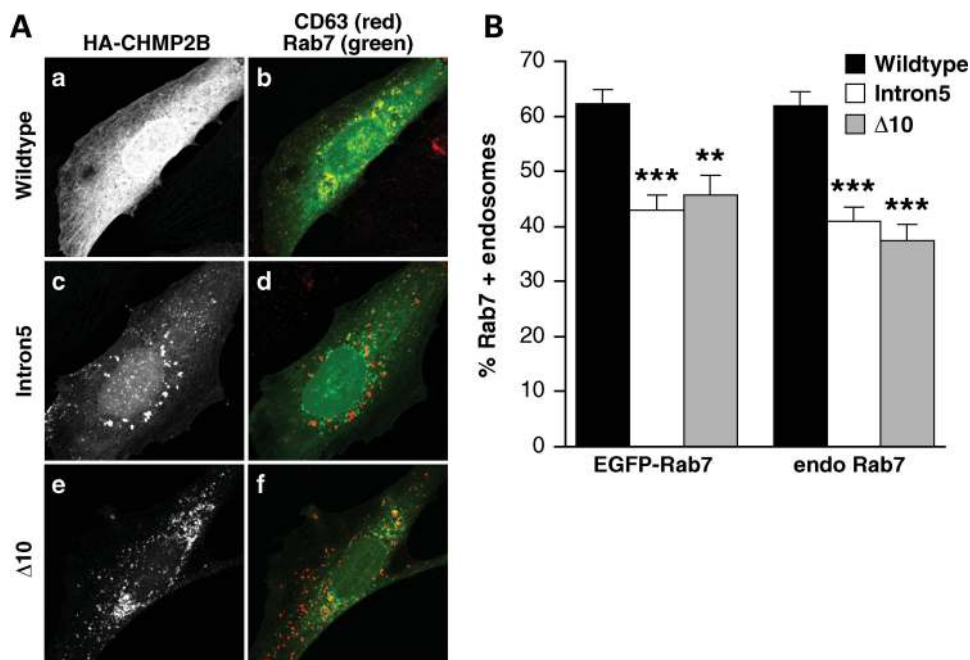 A
HA-CHMP2B
CD63 (red)
Rab7 (green)
Wildtype
a
b
Intron5
c
d
Δ10
e
f
B
% Rab7 + endosomes
70
60
50
40
30
20
10
0
Wildtype
Intron5
Δ10
***
**
***
***
EGFP-Rab7
endo Rab7